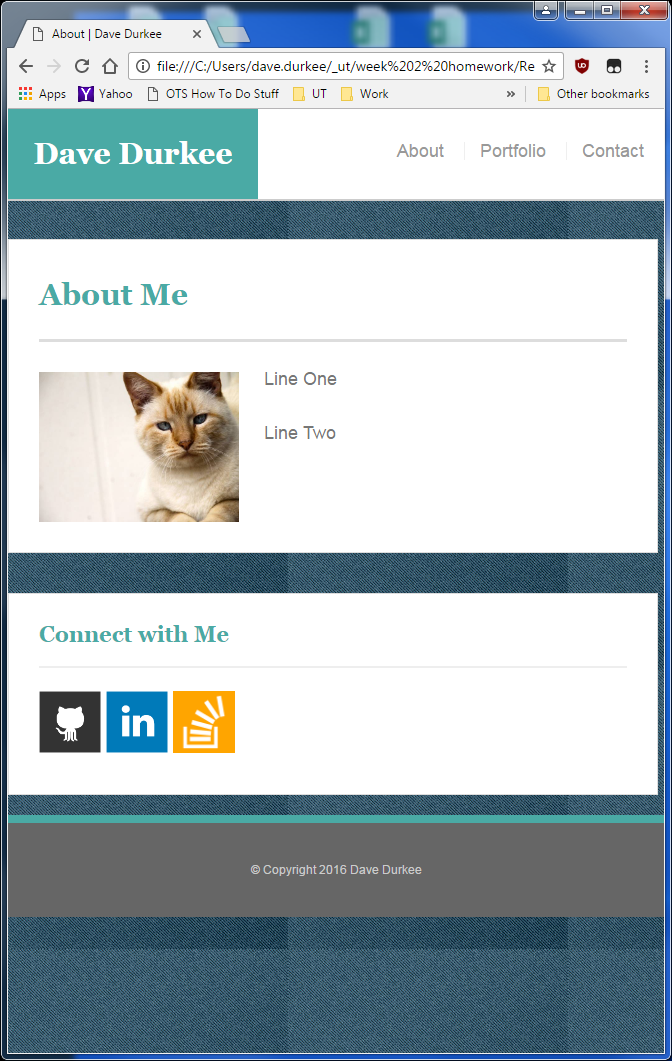 About | Dave Durkee
file:///C:/Users/dave.durkee/_ut/week%202%20homework/Re
Apps Yahoo OTS How To Do Stuff UT Work » Other bookmarks
Dave Durkee
About Portfolio Contact
About Me
Line One
Line Two
Connect with Me
in
© Copyright 2016 Dave Durkee